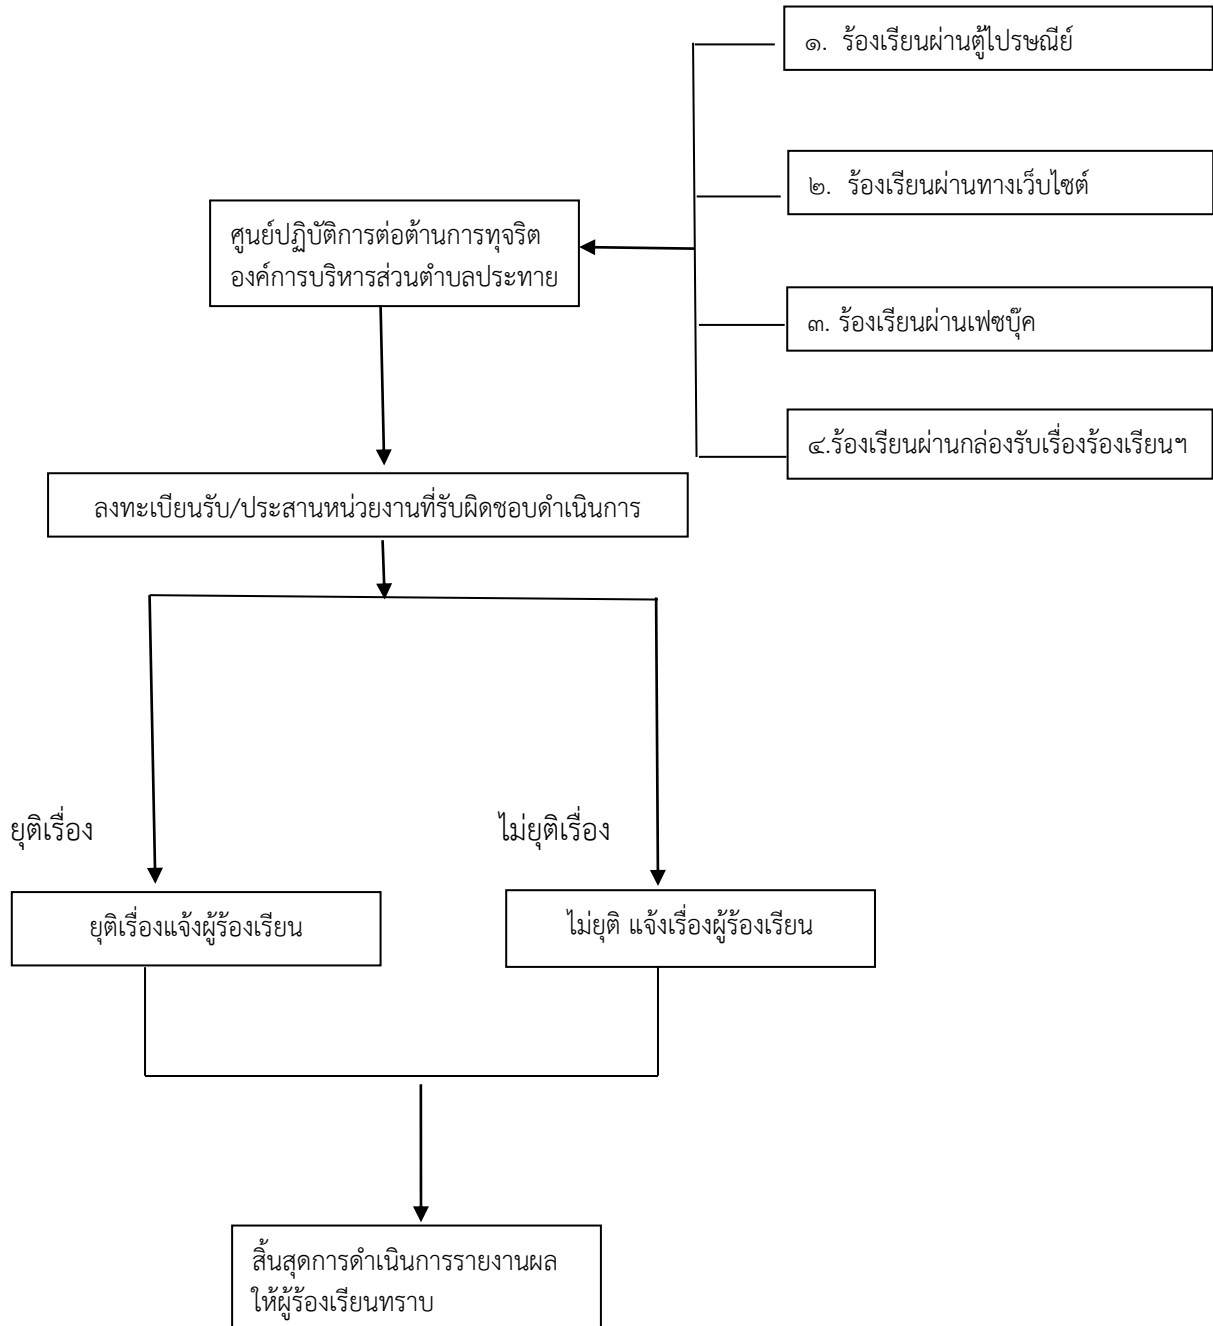 ๑.  ร้องเรียนผ่านตู้ไปรษณีย์
๒.  ร้องเรียนผ่านทางเว็บไซต์
ศูนย์ปฏิบัติการต่อต้านการทุจริต
องค์การบริหารส่วนตำบลประทาย
๓. ร้องเรียนผ่านเฟซบุ๊ค
๔.ร้องเรียนผ่านกล่องรับเรื่องร้องเรียนฯ
ลงทะเบียนรับ/ประสานหน่วยงานที่รับผิดชอบดำเนินการ
ยุติเรื่อง
ไม่ยุติเรื่อง
ยุติเรื่องแจ้งผู้ร้องเรียน
ไม่ยุติ แจ้งเรื่องผู้ร้องเรียน
สิ้นสุดการดำเนินการรายงานผล
ให้ผู้ร้องเรียนทราบ